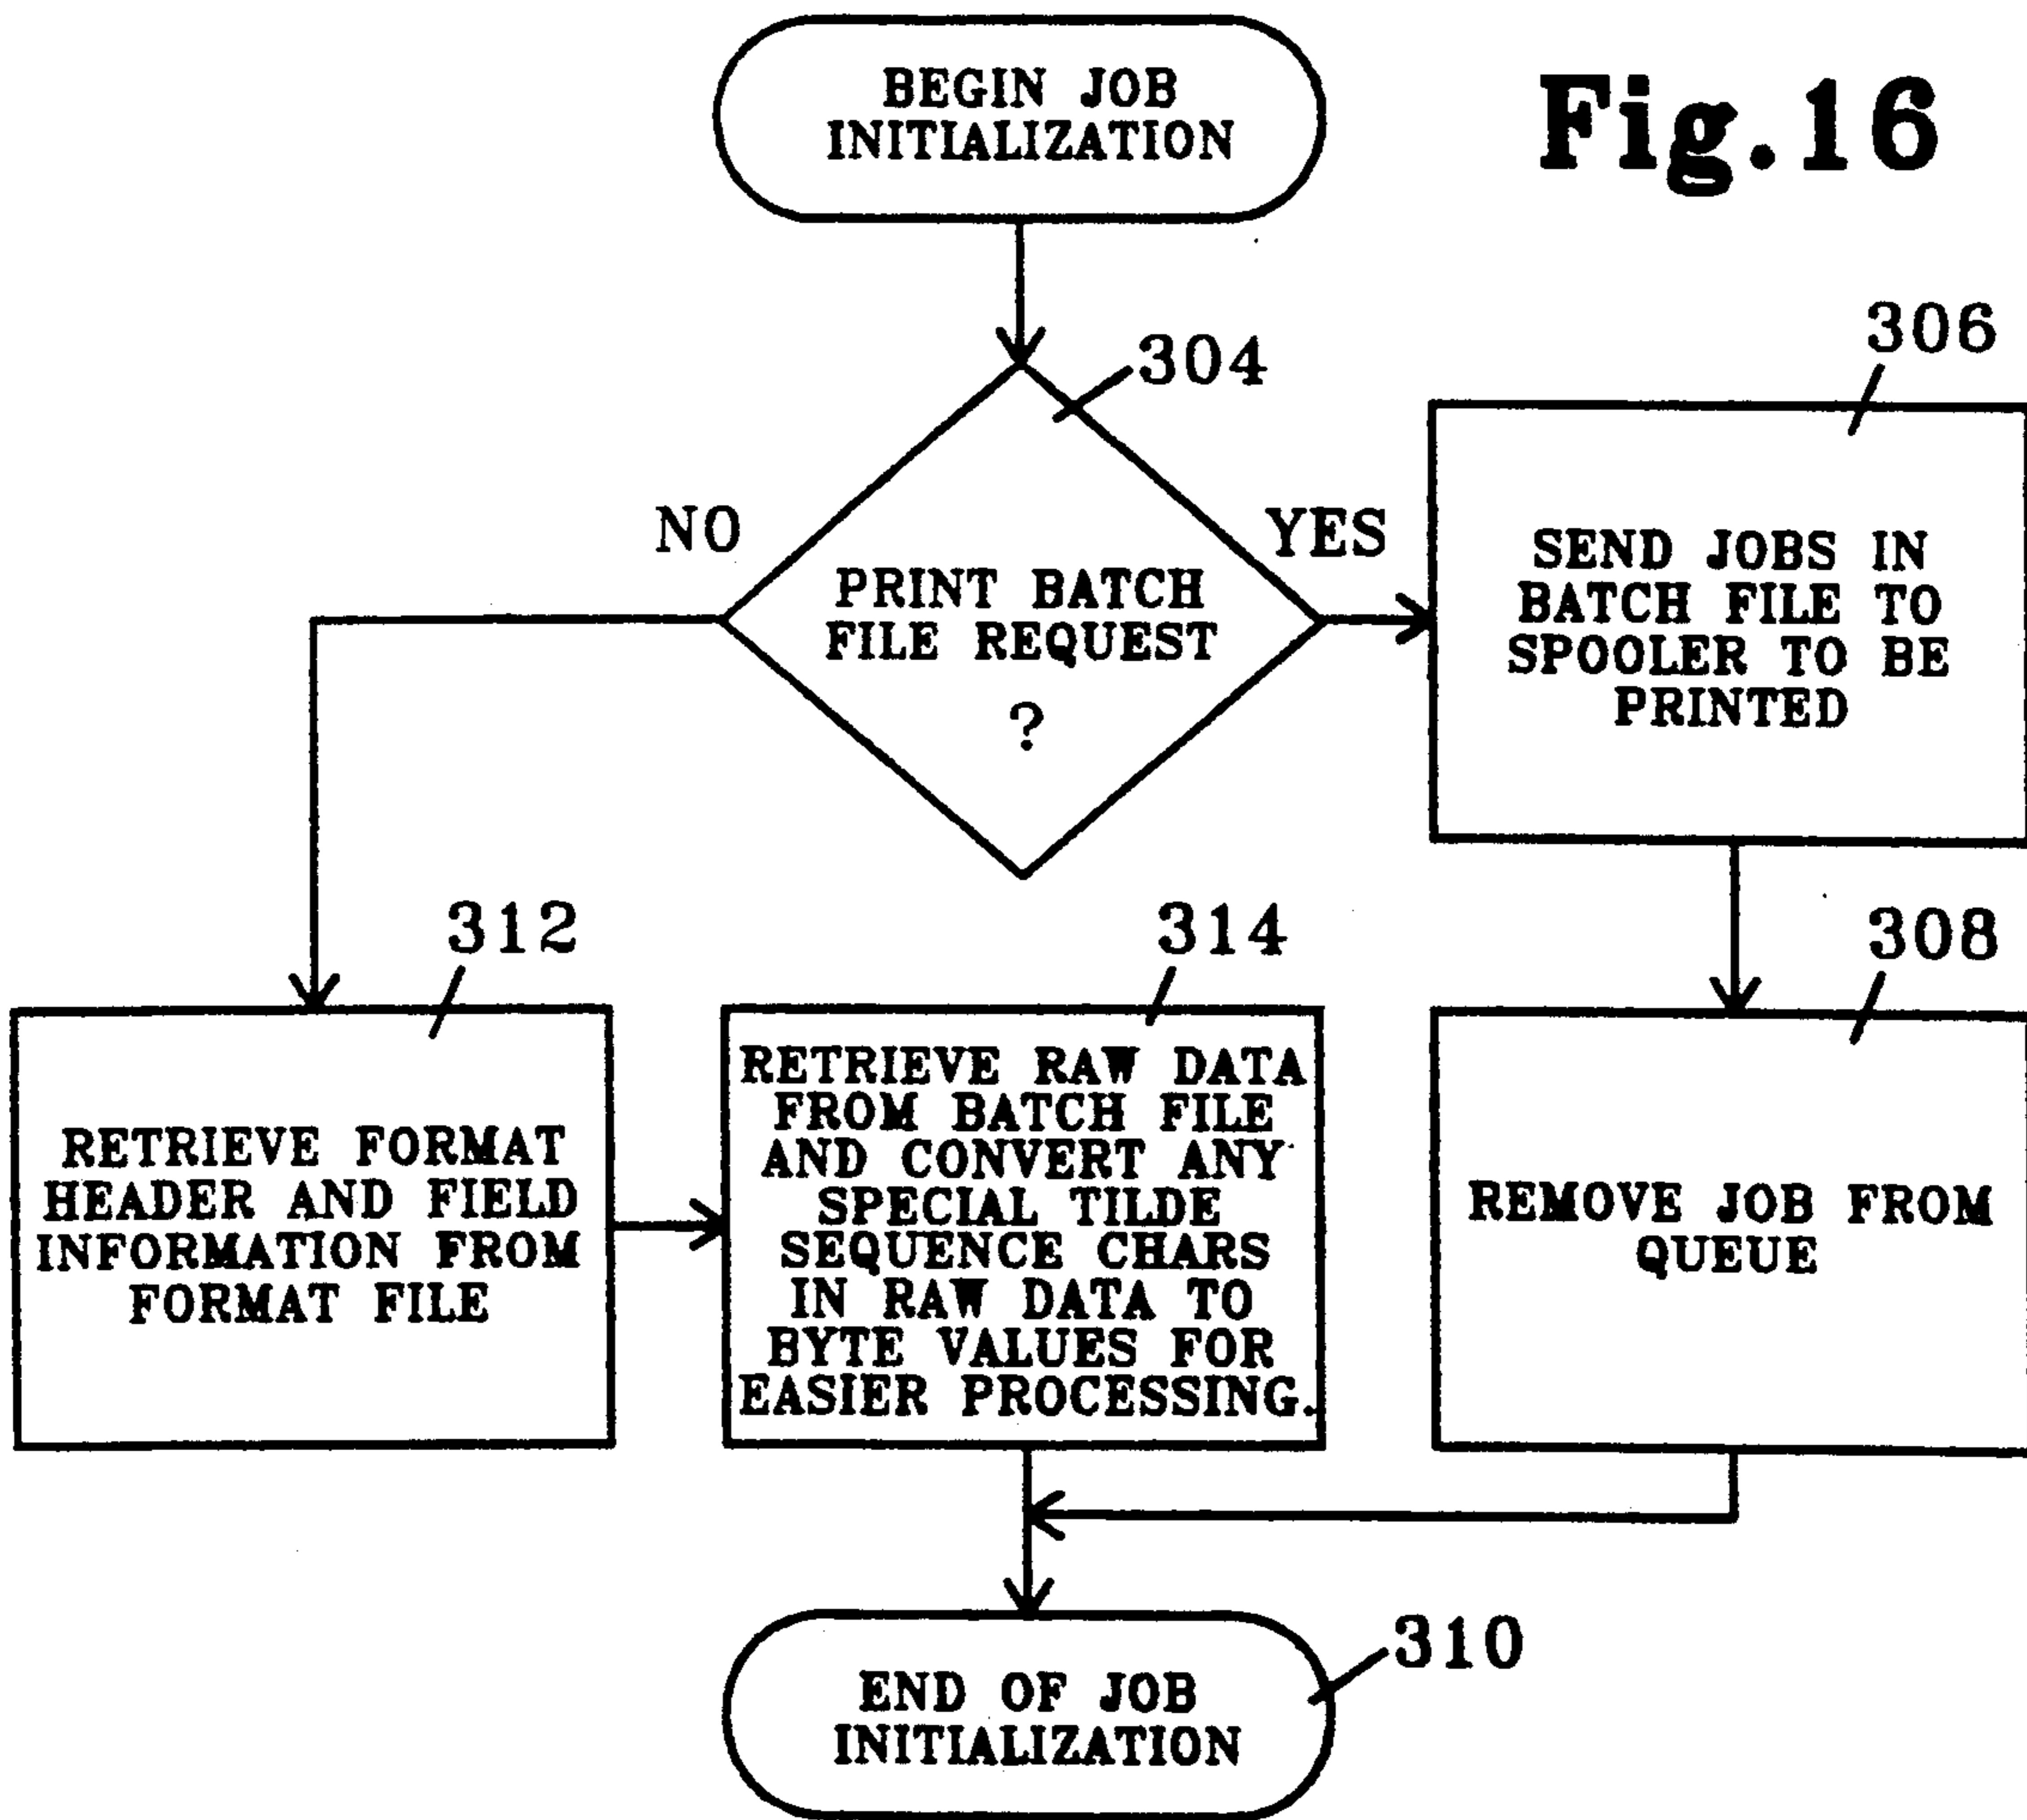 BEGIN JOB
INITIALIZATION
Fig.16
304
306
NO
YES
PRINT BATCH
FILE REQUEST
?
SEND JOBS IN
BATCH FILE TO
SPOOLER TO BE
PRINTED
312
314
308
RETRIEVE FORMAT
HEADER AND FIELD
INFORMATION FROM
FORMAT FILE
RETRIEVE RAW DATA
FROM BATCH FILE
AND CONVERT ANY
SPECIAL TILDE
SEQUENCE CHARS
IN RAW DATA TO
BYTE VALUES FOR
EASIER PROCESSING.
REMOVE JOB FROM
QUEUE
310
END OF JOB
INITIALIZATION